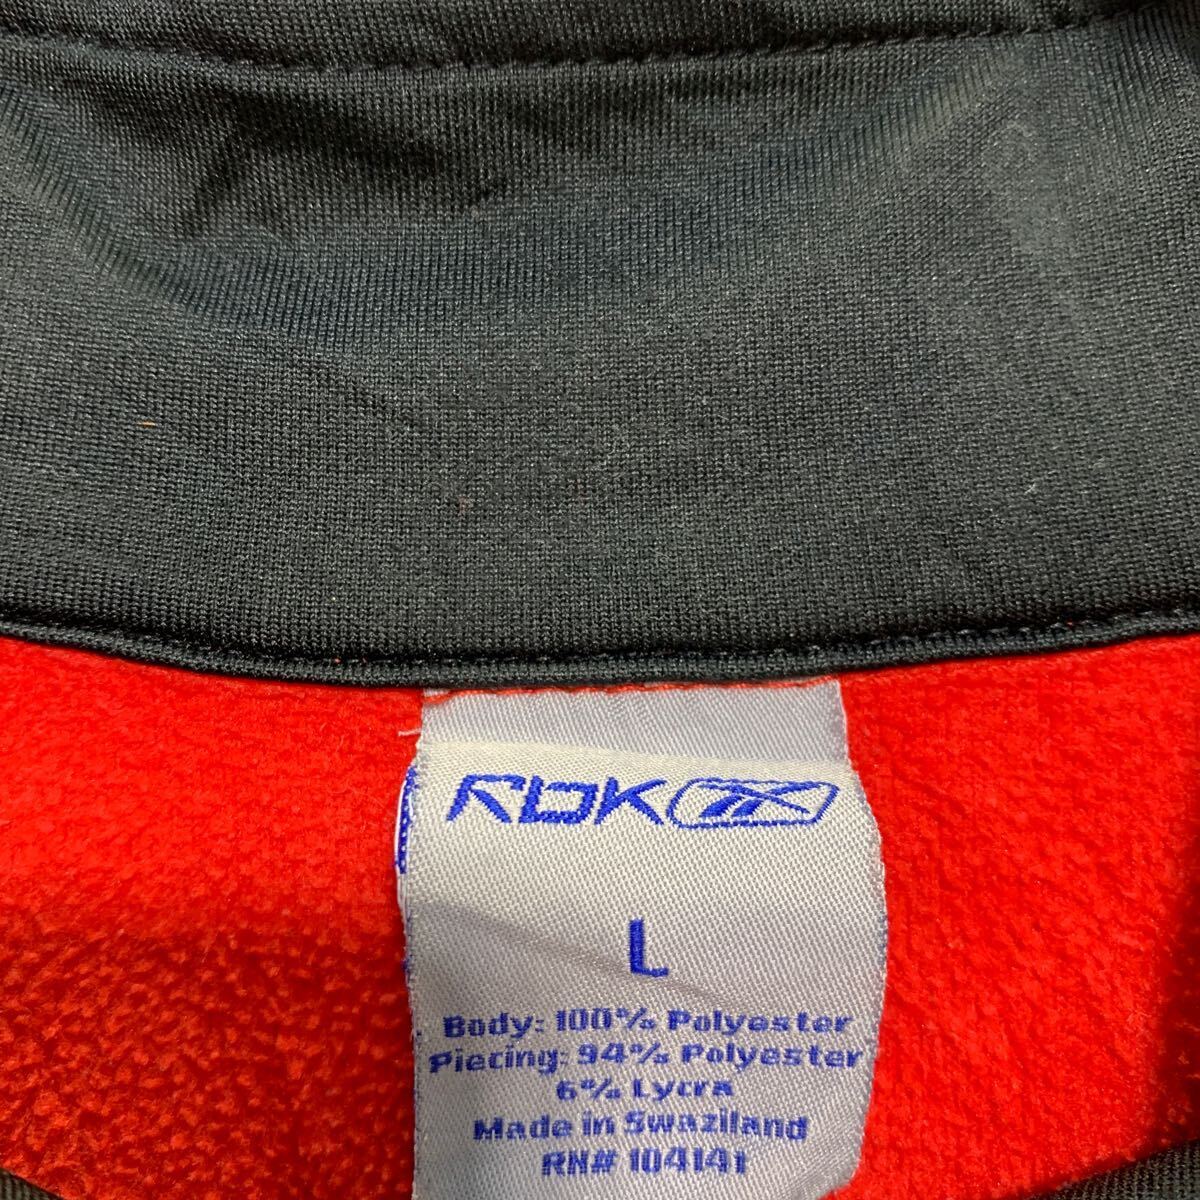 RBK
L
Body: 100% Polyester
Piecing: 94% Polyester
6% Lycra
Made in Swaziland
RN# 104141